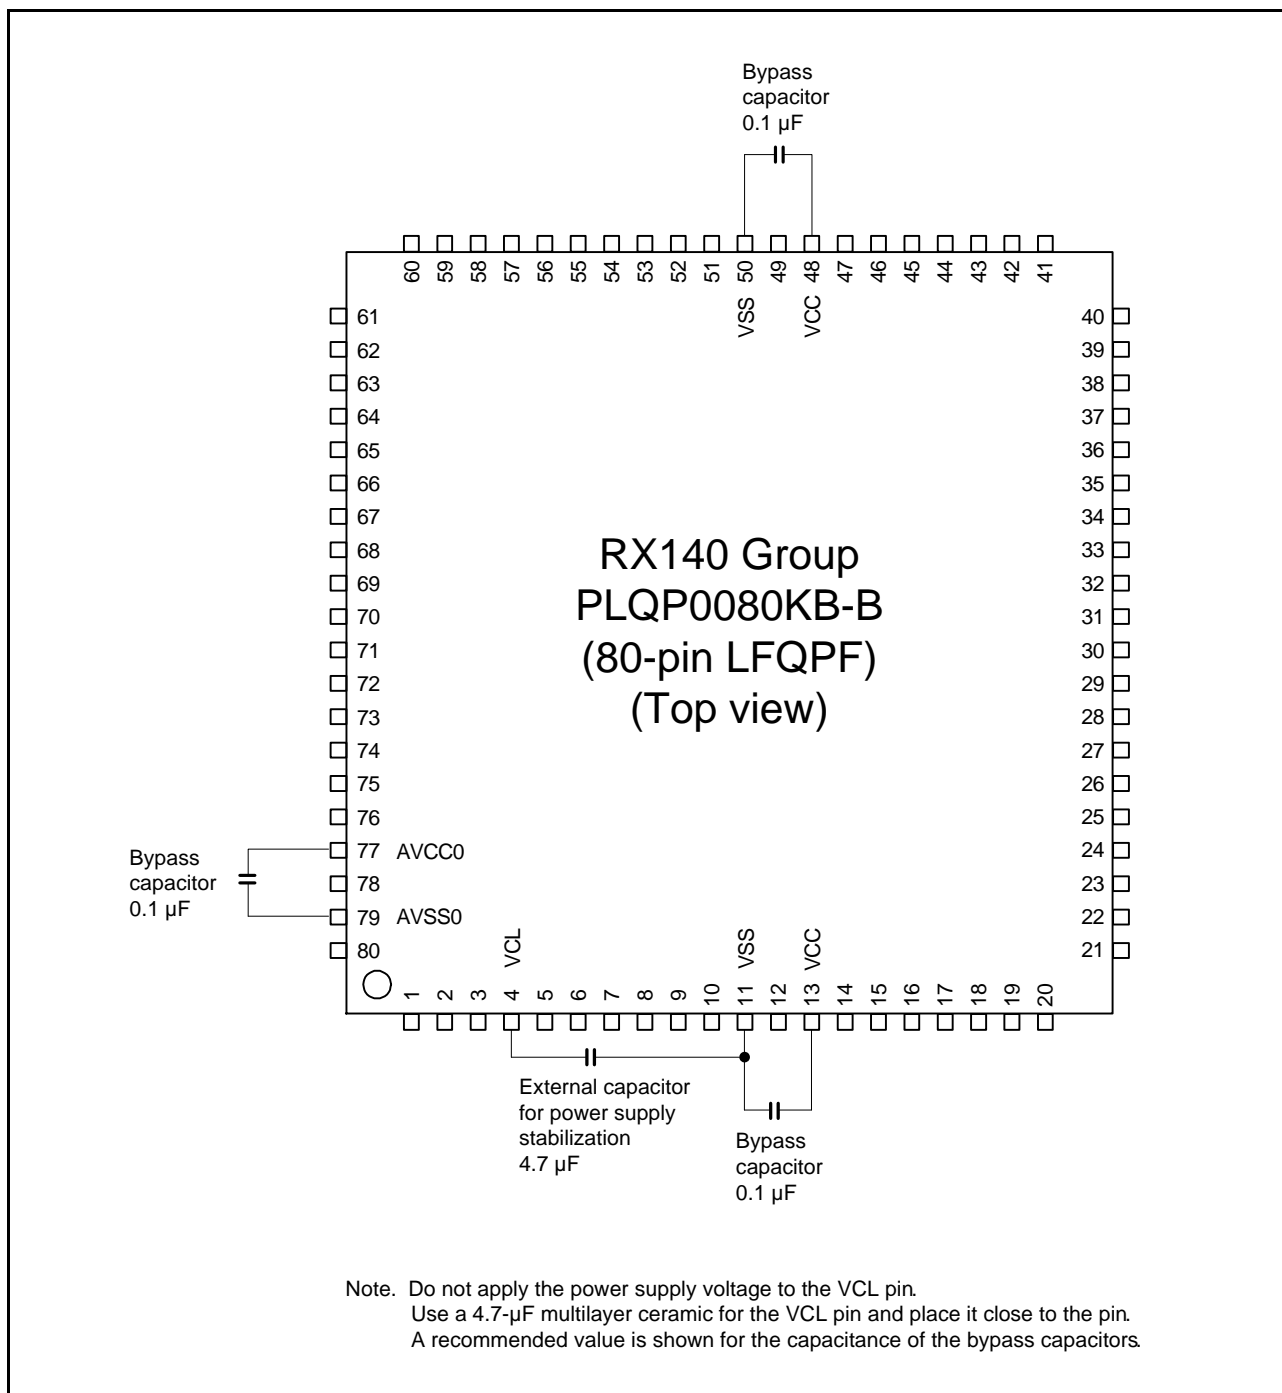 Bypass
capacitor
0.1 µF
60 59 58 57 56 55 54 53 52 51 50 49 48 47 46 45 44 43 42 41
VSS
VCC
61
62
63
64
65
66
67
68
69
70
71
72
73
74
75
76
77 AVCC0
78
79 AVSS0
80
40
39
38
37
36
35
34
33
32
31
30
29
28
27
26
25
24
23
22
21
RX140 Group
PLQP0080KB-B
(80-pin LFQPF)
(Top view)
Bypass
capacitor
0.1 µF
VCL
VSS
VCC
1 2 3 4 5 6 7 8 9 10 11 12 13 14 15 16 17 18 19 20
External capacitor
for power supply
stabilization
4.7 µF
Bypass
capacitor
0.1 µF
Note. Do not apply the power supply voltage to the VCL pin.
Use a 4.7-µF multilayer ceramic for the VCL pin and place it close to the pin.
A recommended value is shown for the capacitance of the bypass capacitors.